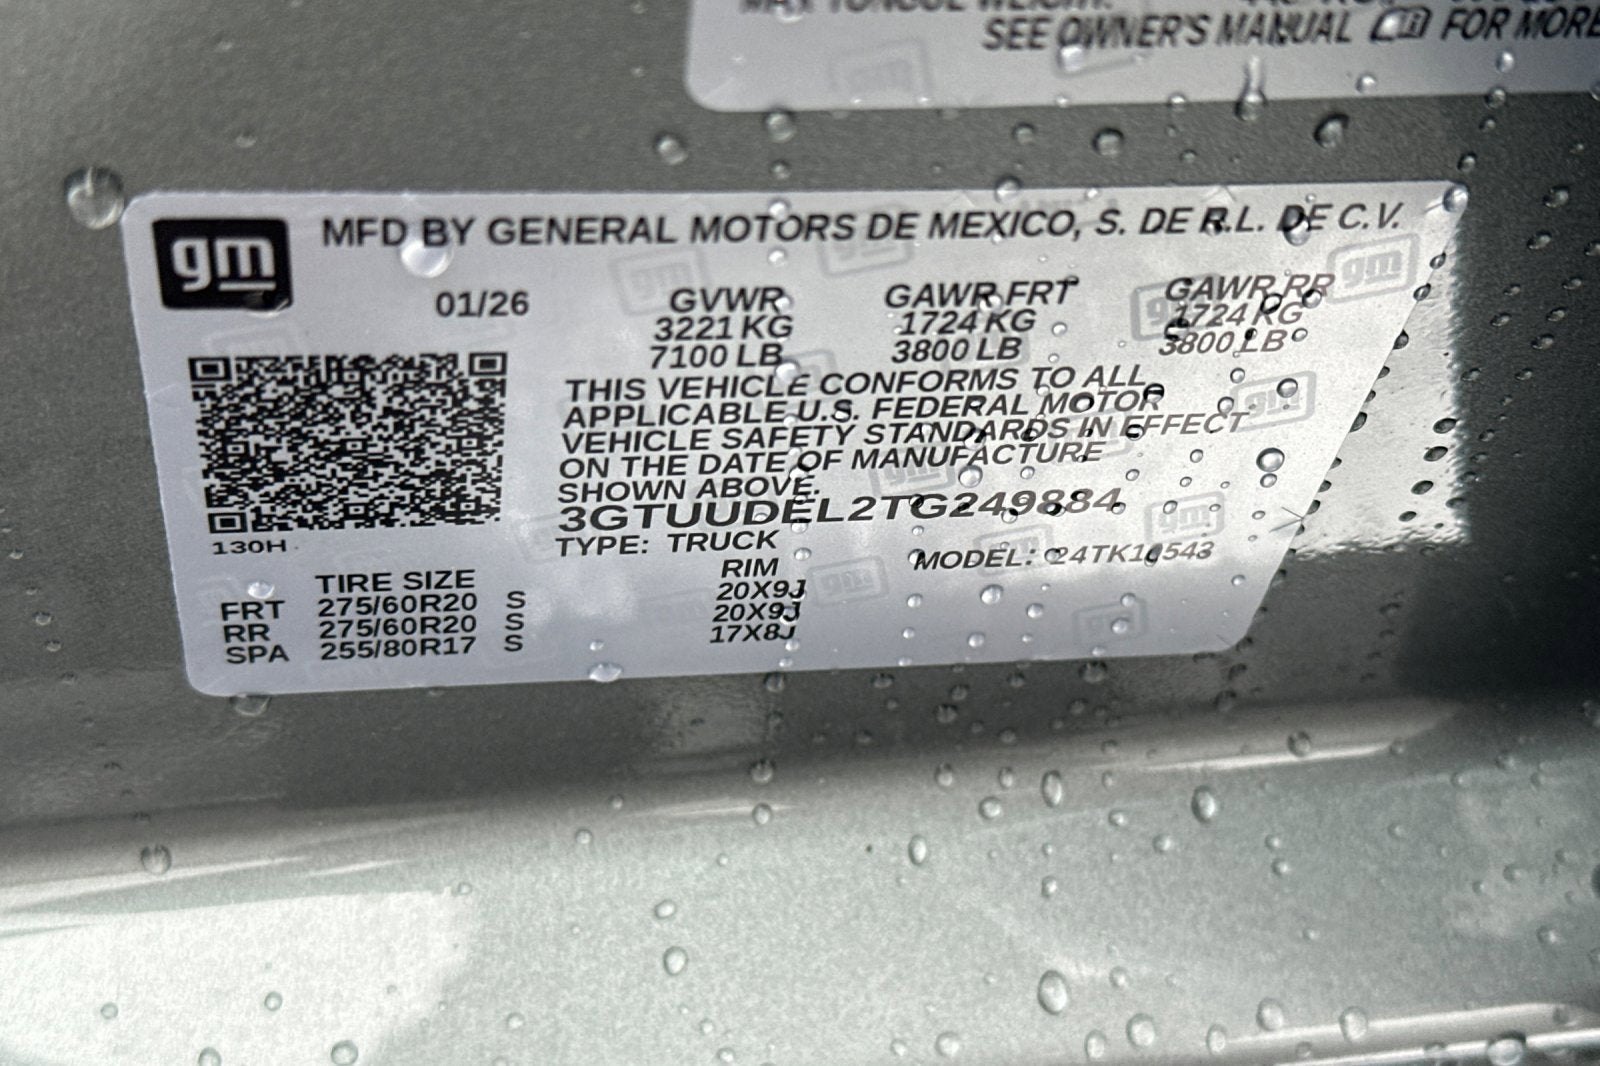 SEE OWNER'S MANUAL FOR MORE
gm
MFD BY GENERAL MOTORS DE MEXICO, S. DE R.L. DE C.V.
01/26 GVWR GAWR FRT GAWR RR
3221 KG 1724 KG 1724 KG
7100 LB 3800 LB 3800 LB
THIS VEHICLE CONFORMS TO ALL
APPLICABLE U.S. FEDERAL MOTOR
VEHICLE SAFETY STANDARDS IN EFFECT
ON THE DATE OF MANUFACTURE
SHOWN ABOVE.
3GTUUDEL2TG249884
130H
TYPE: TRUCK MODEL: 24TK10543
TIRE SIZE RIM
FRT 275/60R20 S 20X9J
RR 275/60R20 S 20X9J
SPA 255/80R17 S 17X8J